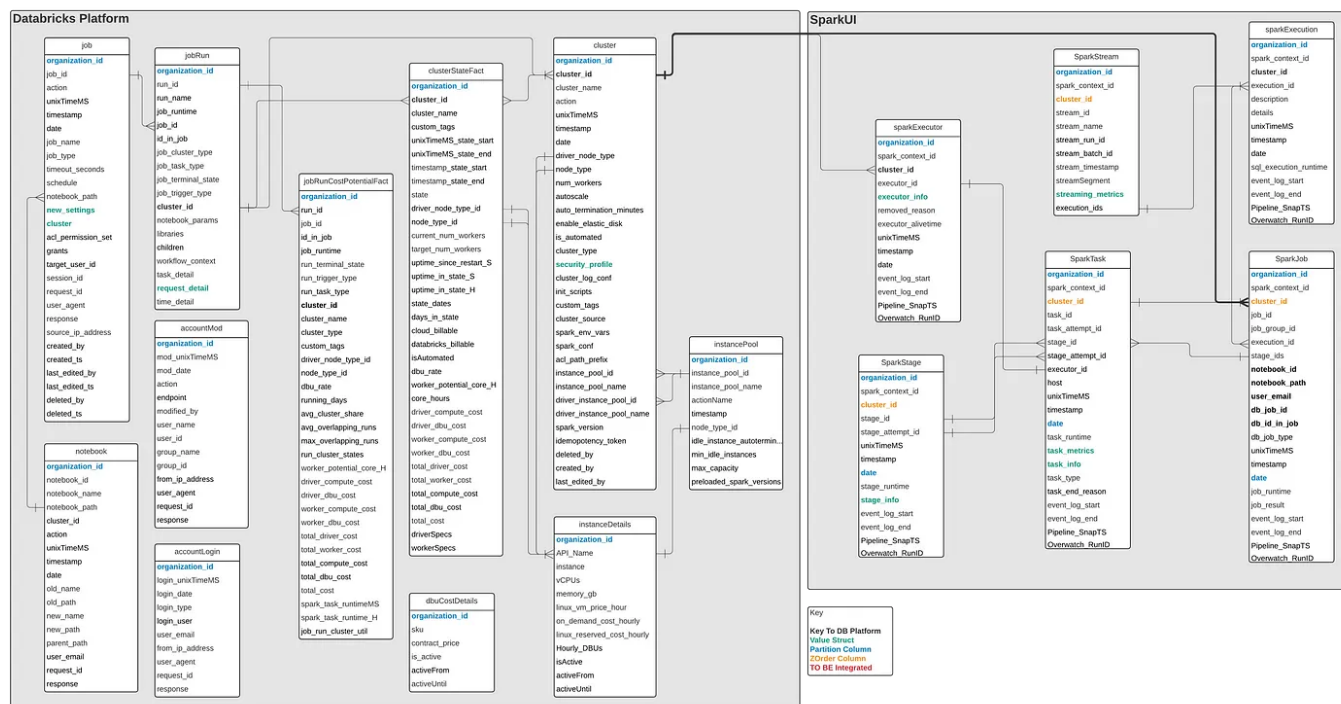 Databricks Platform
job
organization_id
job_id
action
unixTimeMS
timestamp
date
job_name
job_type
timeout_seconds
schedule
notebook_path
new_settings
cluster
acl_permission_set
grants
target_user_id
session_id
request_id
user_agent
response
source_ip_address
created_by
created_ts
last_edited_by
last_edited_ts
deleted_by
deleted_ts
notebook
organization_id
notebook_id
notebook_name
notebook_path
cluster_id
action
unixTimeMS
timestamp
date
old_name
old_path
new_name
new_path
parent_path
user_email
request_id
response
jobRun
organization_id
run_id
run_name
job_runtime
job_id
id_in_job
job_cluster_type
job_task_type
job_terminal_state
job_trigger_type
cluster_id
notebook_params
libraries
children
workflow_context
task_detail
request_detail
time_detail
accountMod
organization_id
mod_unixTimeMS
mod_date
action
endpoint
modified_by
user_name
user_id
group_name
group_id
from_ip_address
user_agent
request_id
response
accountLogin
organization_id
login_unixTimeMS
login_date
login_type
login_user
user_email
from_ip_address
user_agent
request_id
response
jobRunCostPotentialFact
organization_id
run_id
job_id
id_in_job
job_runtime
run_terminal_state
run_trigger_type
run_task_type
cluster_id
cluster_name
cluster_type
custom_tags
driver_node_type_id
node_type_id
dbu_rate
running_days
avg_cluster_share
avg_overlapping_runs
max_overlapping_runs
run_cluster_states
worker_potential_core_H
driver_compute_cost
driver_dbu_cost
worker_compute_cost
worker_dbu_cost
total_driver_cost
total_worker_cost
total_compute_cost
total_dbu_cost
total_cost
spark_task_runtimeMS
spark_task_runtime_H
job_run_cluster_util
clusterStateFact
organization_id
cluster_id
cluster_name
custom_tags
unixTimeMS_state_start
unixTimeMS_state_end
timestamp_state_start
timestamp_state_end
state
driver_node_type_id
node_type_id
current_num_workers
target_num_workers
uptime_since_restart_S
uptime_in_state_S
uptime_in_state_H
state_dates
days_in_state
cloud_billable
databricks_billable
isAutomated
dbu_rate
worker_potential_core_H
core_hours
driver_compute_cost
driver_dbu_cost
worker_compute_cost
worker_dbu_cost
total_driver_cost
total_worker_cost
total_compute_cost
total_dbu_cost
total_cost
driverSpecs
workerSpecs
dbuCostDetails
organization_id
sku
contract_price
is_active
activeFrom
activeUntil
cluster
organization_id
cluster_id
cluster_name
action
unixTimeMS
timestamp
date
driver_node_type
node_type
num_workers
autoscale
auto_termination_minutes
enable_elastic_disk
is_automated
cluster_type
security_profile
cluster_log_conf
init_scripts
custom_tags
cluster_source
spark_env_vars
spark_conf
acl_path_prefix
instance_pool_id
instance_pool_name
driver_instance_pool_id
driver_instance_pool_name
spark_version
idemopotency_token
deleted_by
created_by
last_edited_by
instanceDetails
organization_id
API_Name
instance
vCPUs
memory_gb
linux_vm_price_hour
on_demand_cost_hourly
linux_reserved_cost_hourly
Hourly_DBUs
isActive
activeFrom
activeUntil
instancePool
organization_id
instance_pool_id
instance_pool_name
actionName
timestamp
node_type_id
idle_instance_autotermin...
min_idle_instances
max_capacity
preloaded_spark_versions
SparkUI
sparkExecutor
organization_id
spark_context_id
cluster_id
executor_id
executor_info
removed_reason
executor_alivetime
unixTimeMS
timestamp
date
event_log_start
event_log_end
Pipeline_SnapTS
Overwatch_RunID
SparkStage
organization_id
spark_context_id
cluster_id
stage_id
stage_attempt_id
unixTimeMS
timestamp
date
stage_runtime
stage_info
event_log_start
event_log_end
Pipeline_SnapTS
Overwatch_RunID
SparkStream
organization_id
spark_context_id
cluster_id
stream_id
stream_name
stream_run_id
stream_batch_id
stream_timestamp
streamSegment
streaming_metrics
execution_ids
SparkTask
organization_id
spark_context_id
cluster_id
task_id
task_attempt_id
stage_id
stage_attempt_id
executor_id
host
unixTimeMS
timestamp
date
task_runtime
task_metrics
task_info
task_type
task_end_reason
event_log_start
event_log_end
Pipeline_SnapTS
Overwatch_RunID
sparkExecution
organization_id
spark_context_id
cluster_id
execution_id
description
details
unixTimeMS
timestamp
date
sql_execution_runtime
event_log_start
event_log_end
Pipeline_SnapTS
Overwatch_RunID
SparkJob
organization_id
spark_context_id
cluster_id
job_id
job_group_id
execution_id
stage_ids
notebook_id
notebook_path
user_email
db_job_id
db_id_in_job
db_job_type
unixTimeMS
timestamp
date
job_runtime
job_result
event_log_start
event_log_end
Pipeline_SnapTS
Overwatch_RunID
Key
Key To DB Platform
Value Struct
Partition Column
ZOrder Column
TO BE Integrated